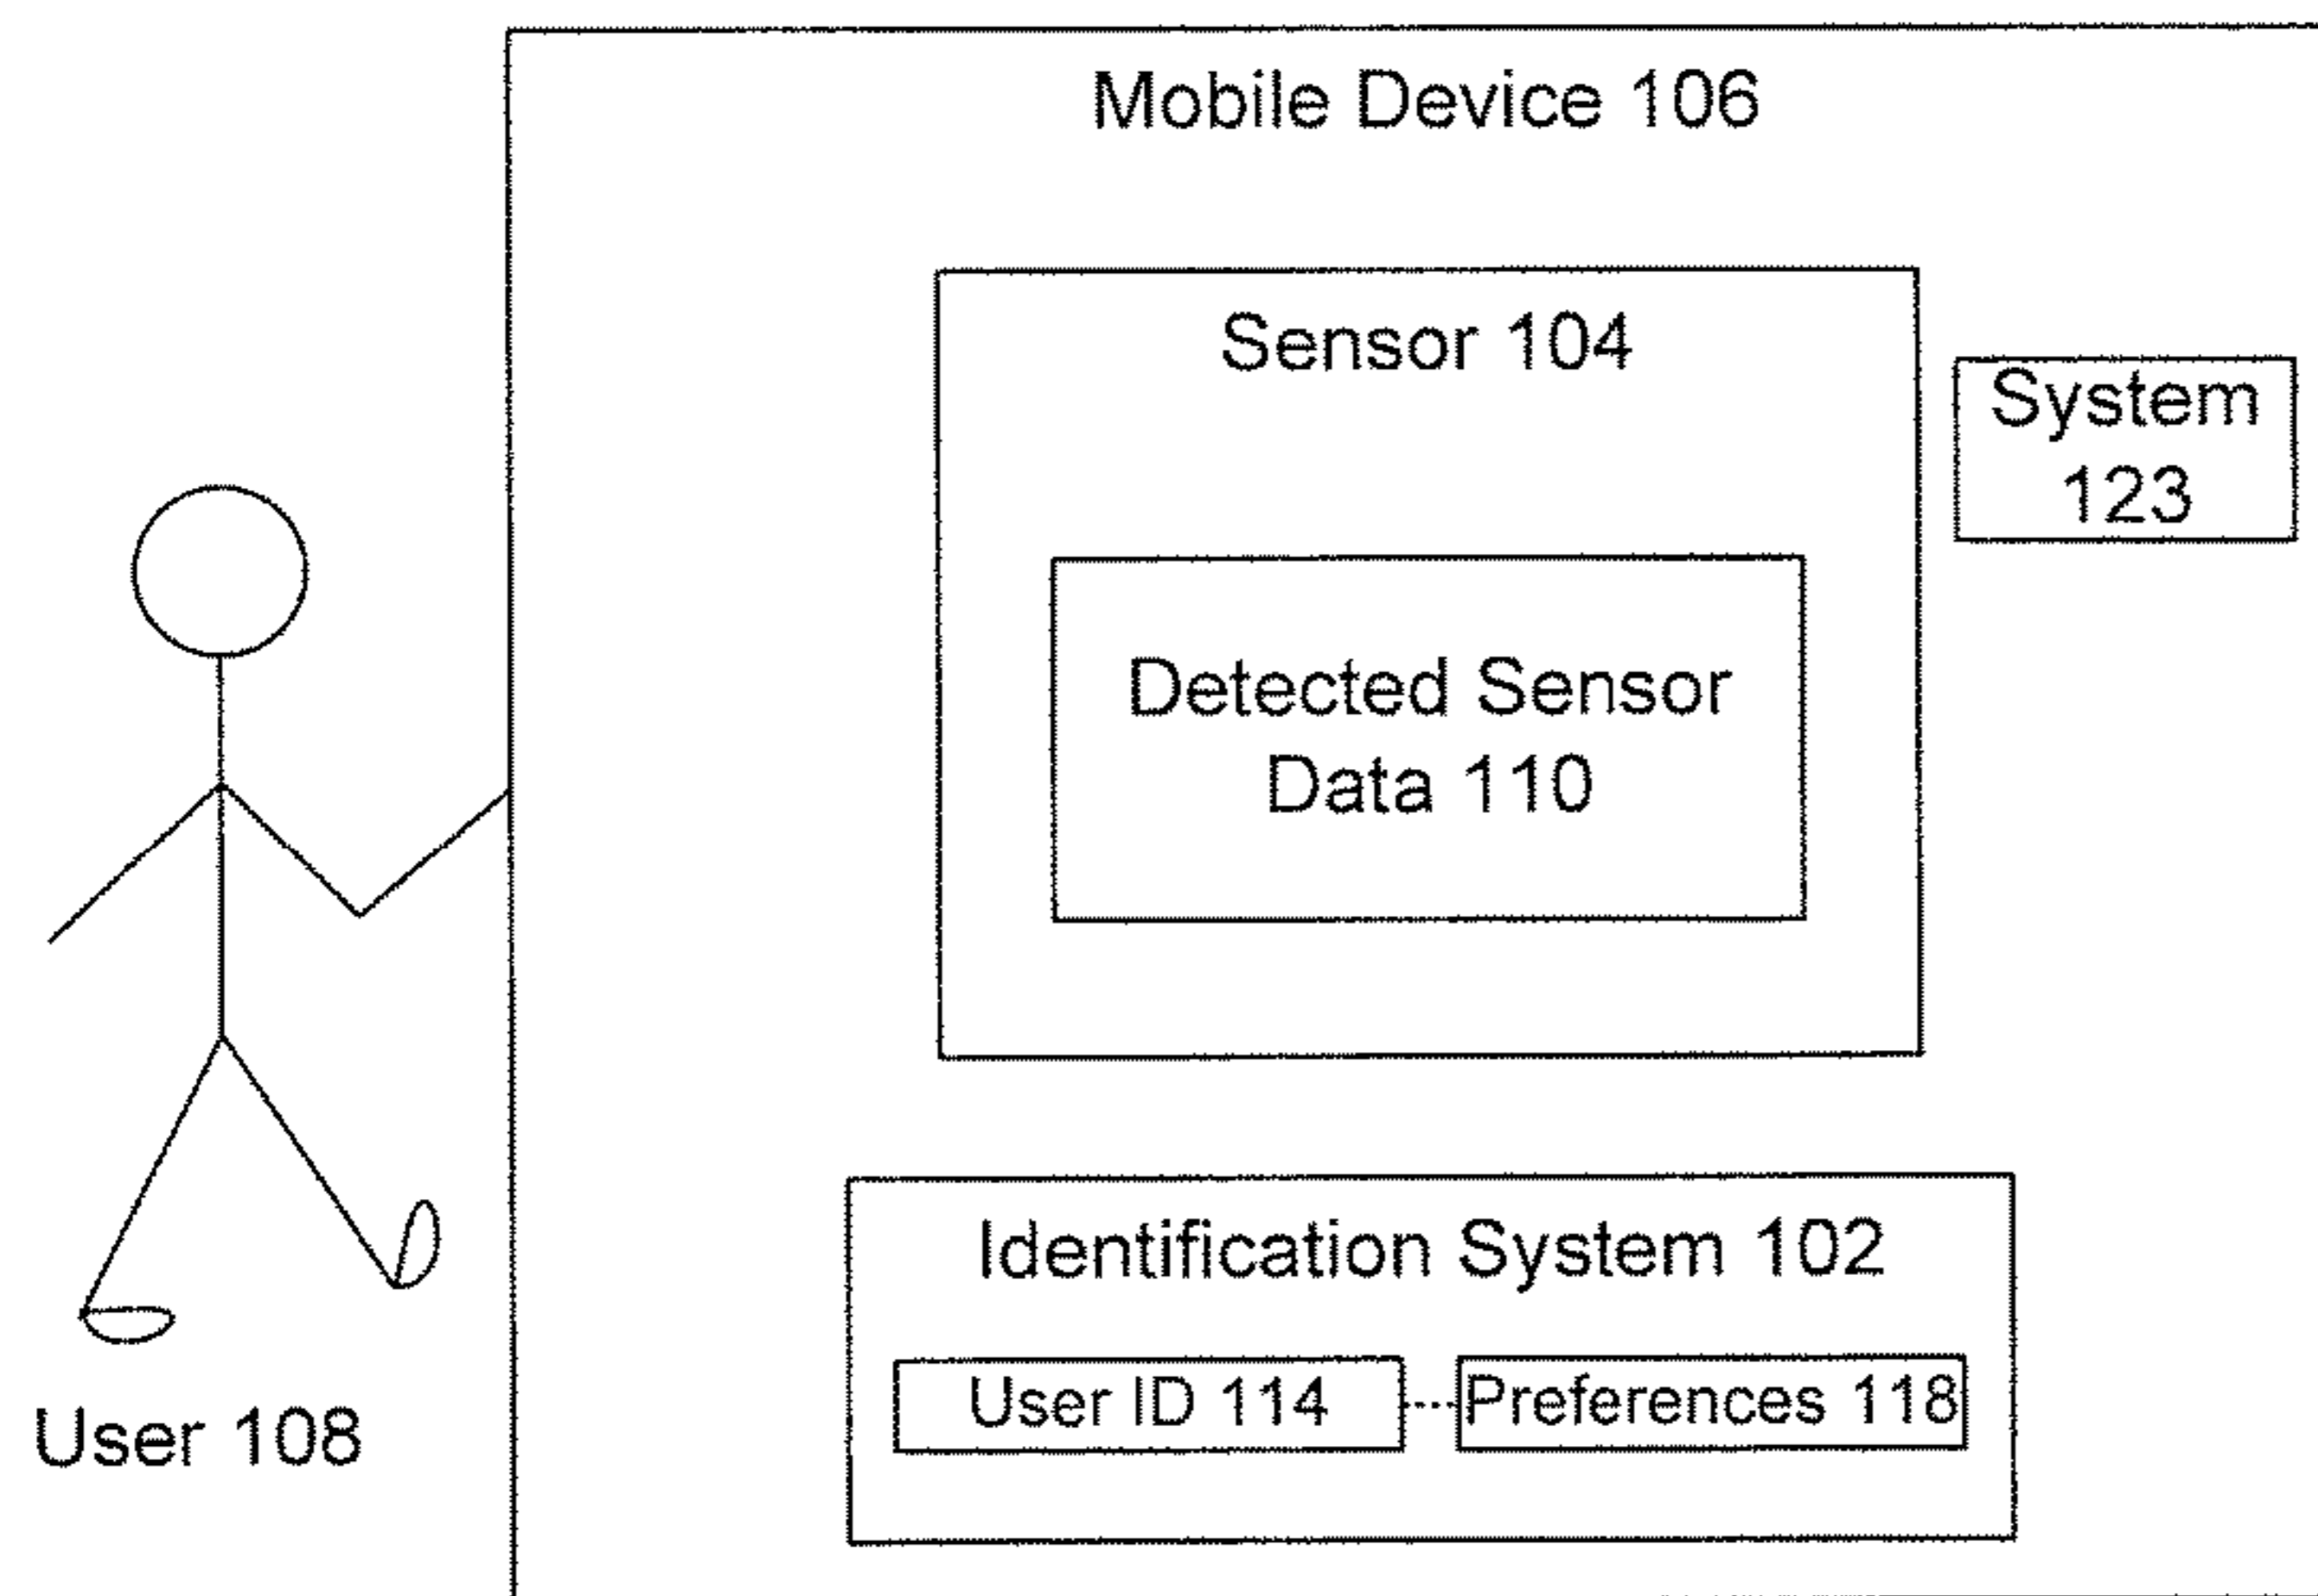 Mobile Device 106
Sensor 104
System
123
Detected Sensor
Data 110
Identification System 102
User ID 114
Preferences 118
User 108